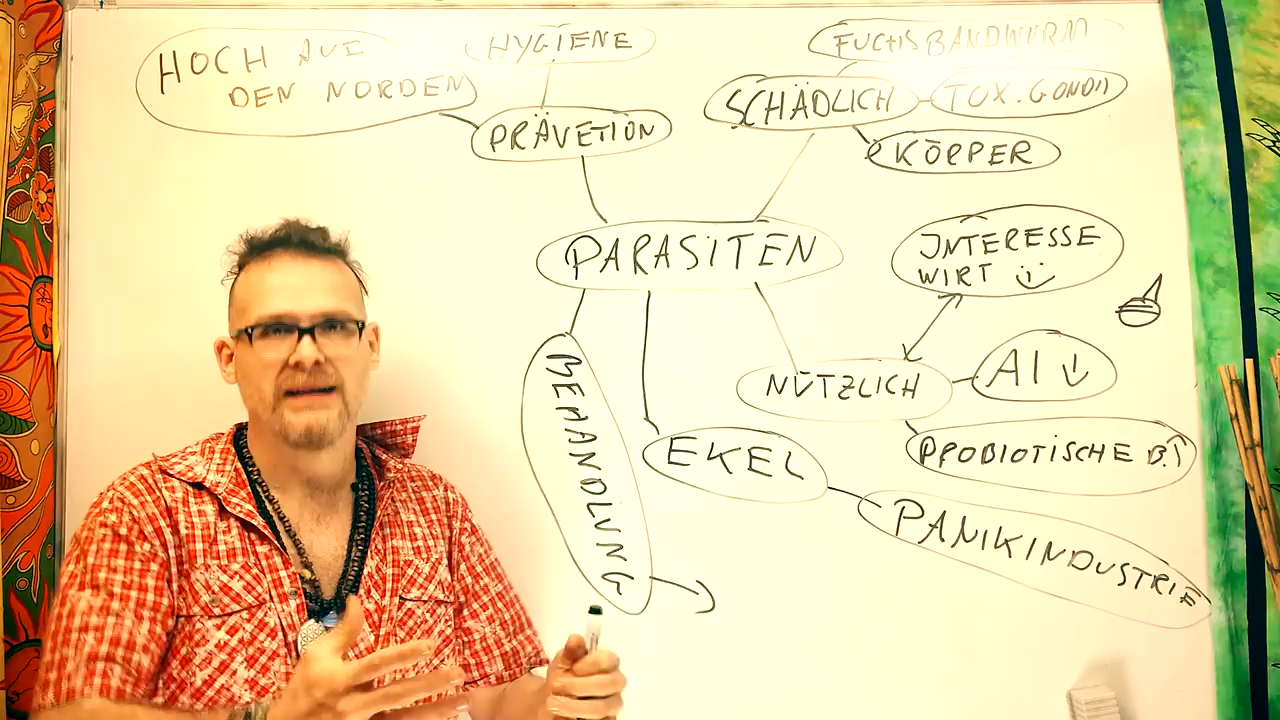 HOCH AUF
DEN NORDEN
HYGIENE
PRÄVETION
FUCHSBANDWURM
SCHÄDLICH
TOX. GONDII
KÖRPER
PARASITEN
INTERESSE
WIRT
NÜTZLICH
AI ↓
PROBIOTISCHE B. ↑
BEHANDLUNG
EKEL
PANIKINDUSTRIE